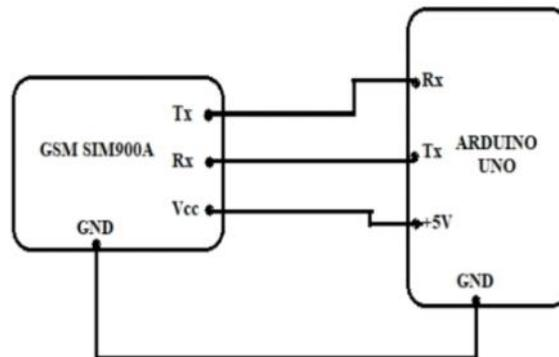 Tx
GSM SIM900A
Rx
Vcc
GND
Rx
Tx
ARDUINO
UNO
+5V
GND